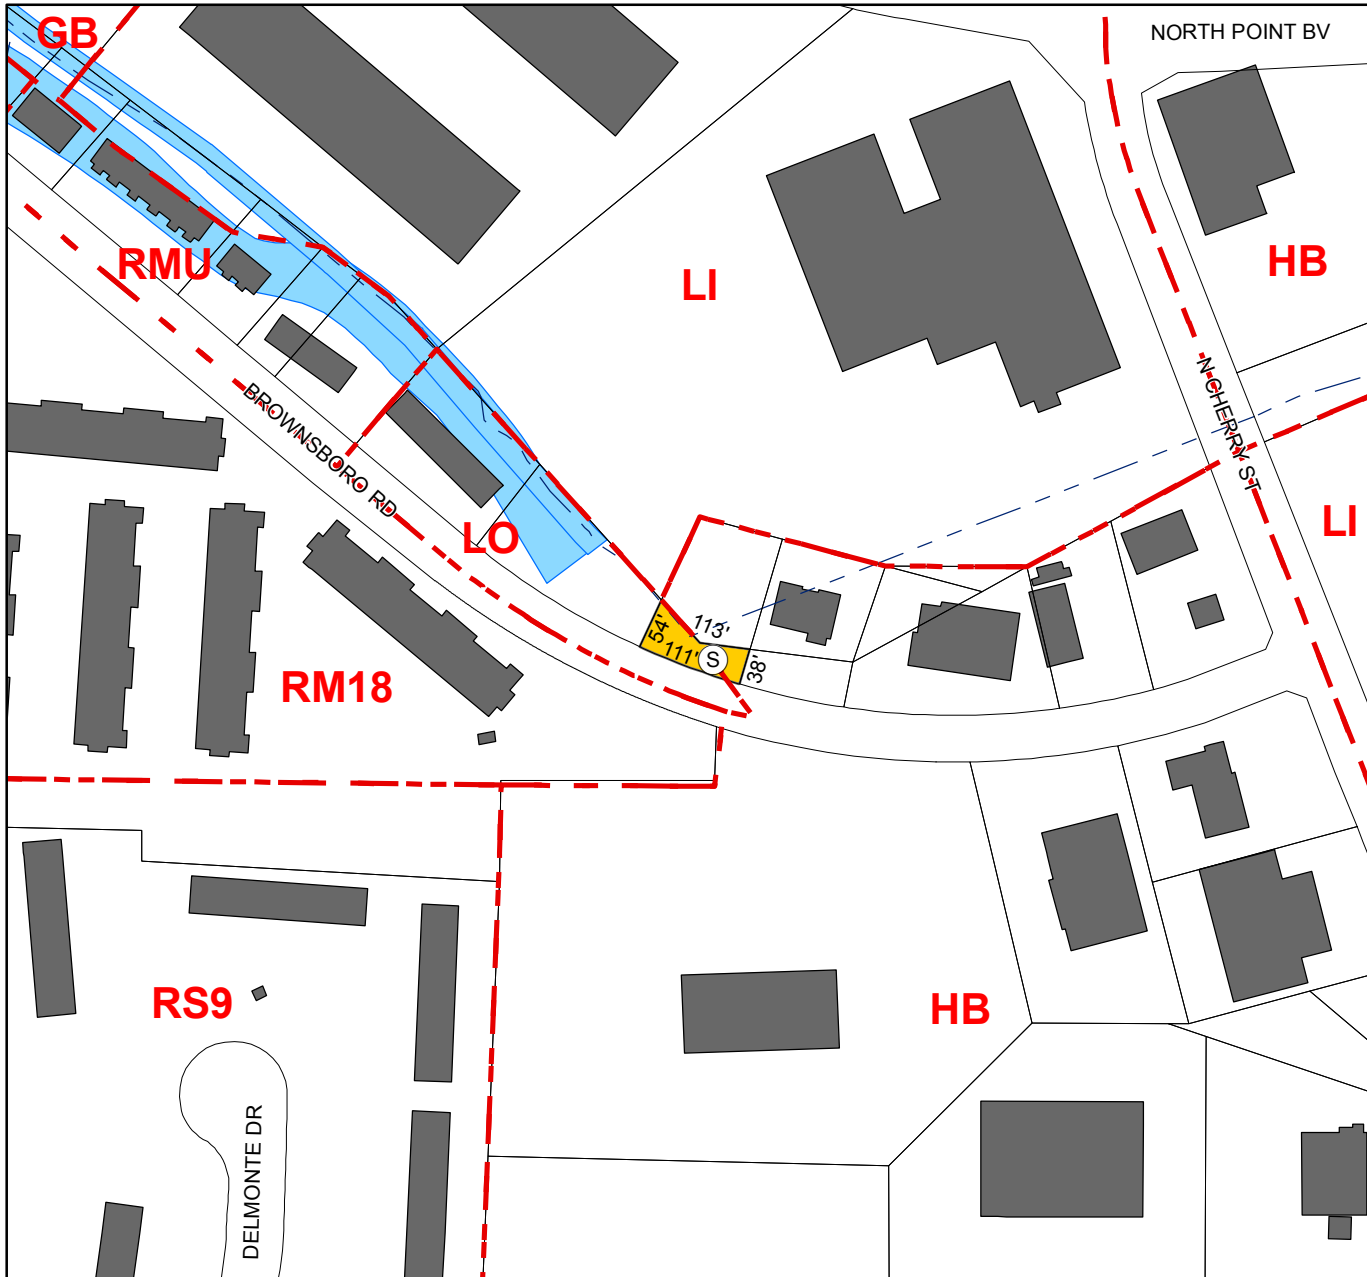 GB
NORTH POINT BV
RMU
LI
HB
N CHERRY ST
BROWNSBORO RD
LO
LI
54'
113'
111'
S
38'
RM18
RS9
HB
DELMONTE DR